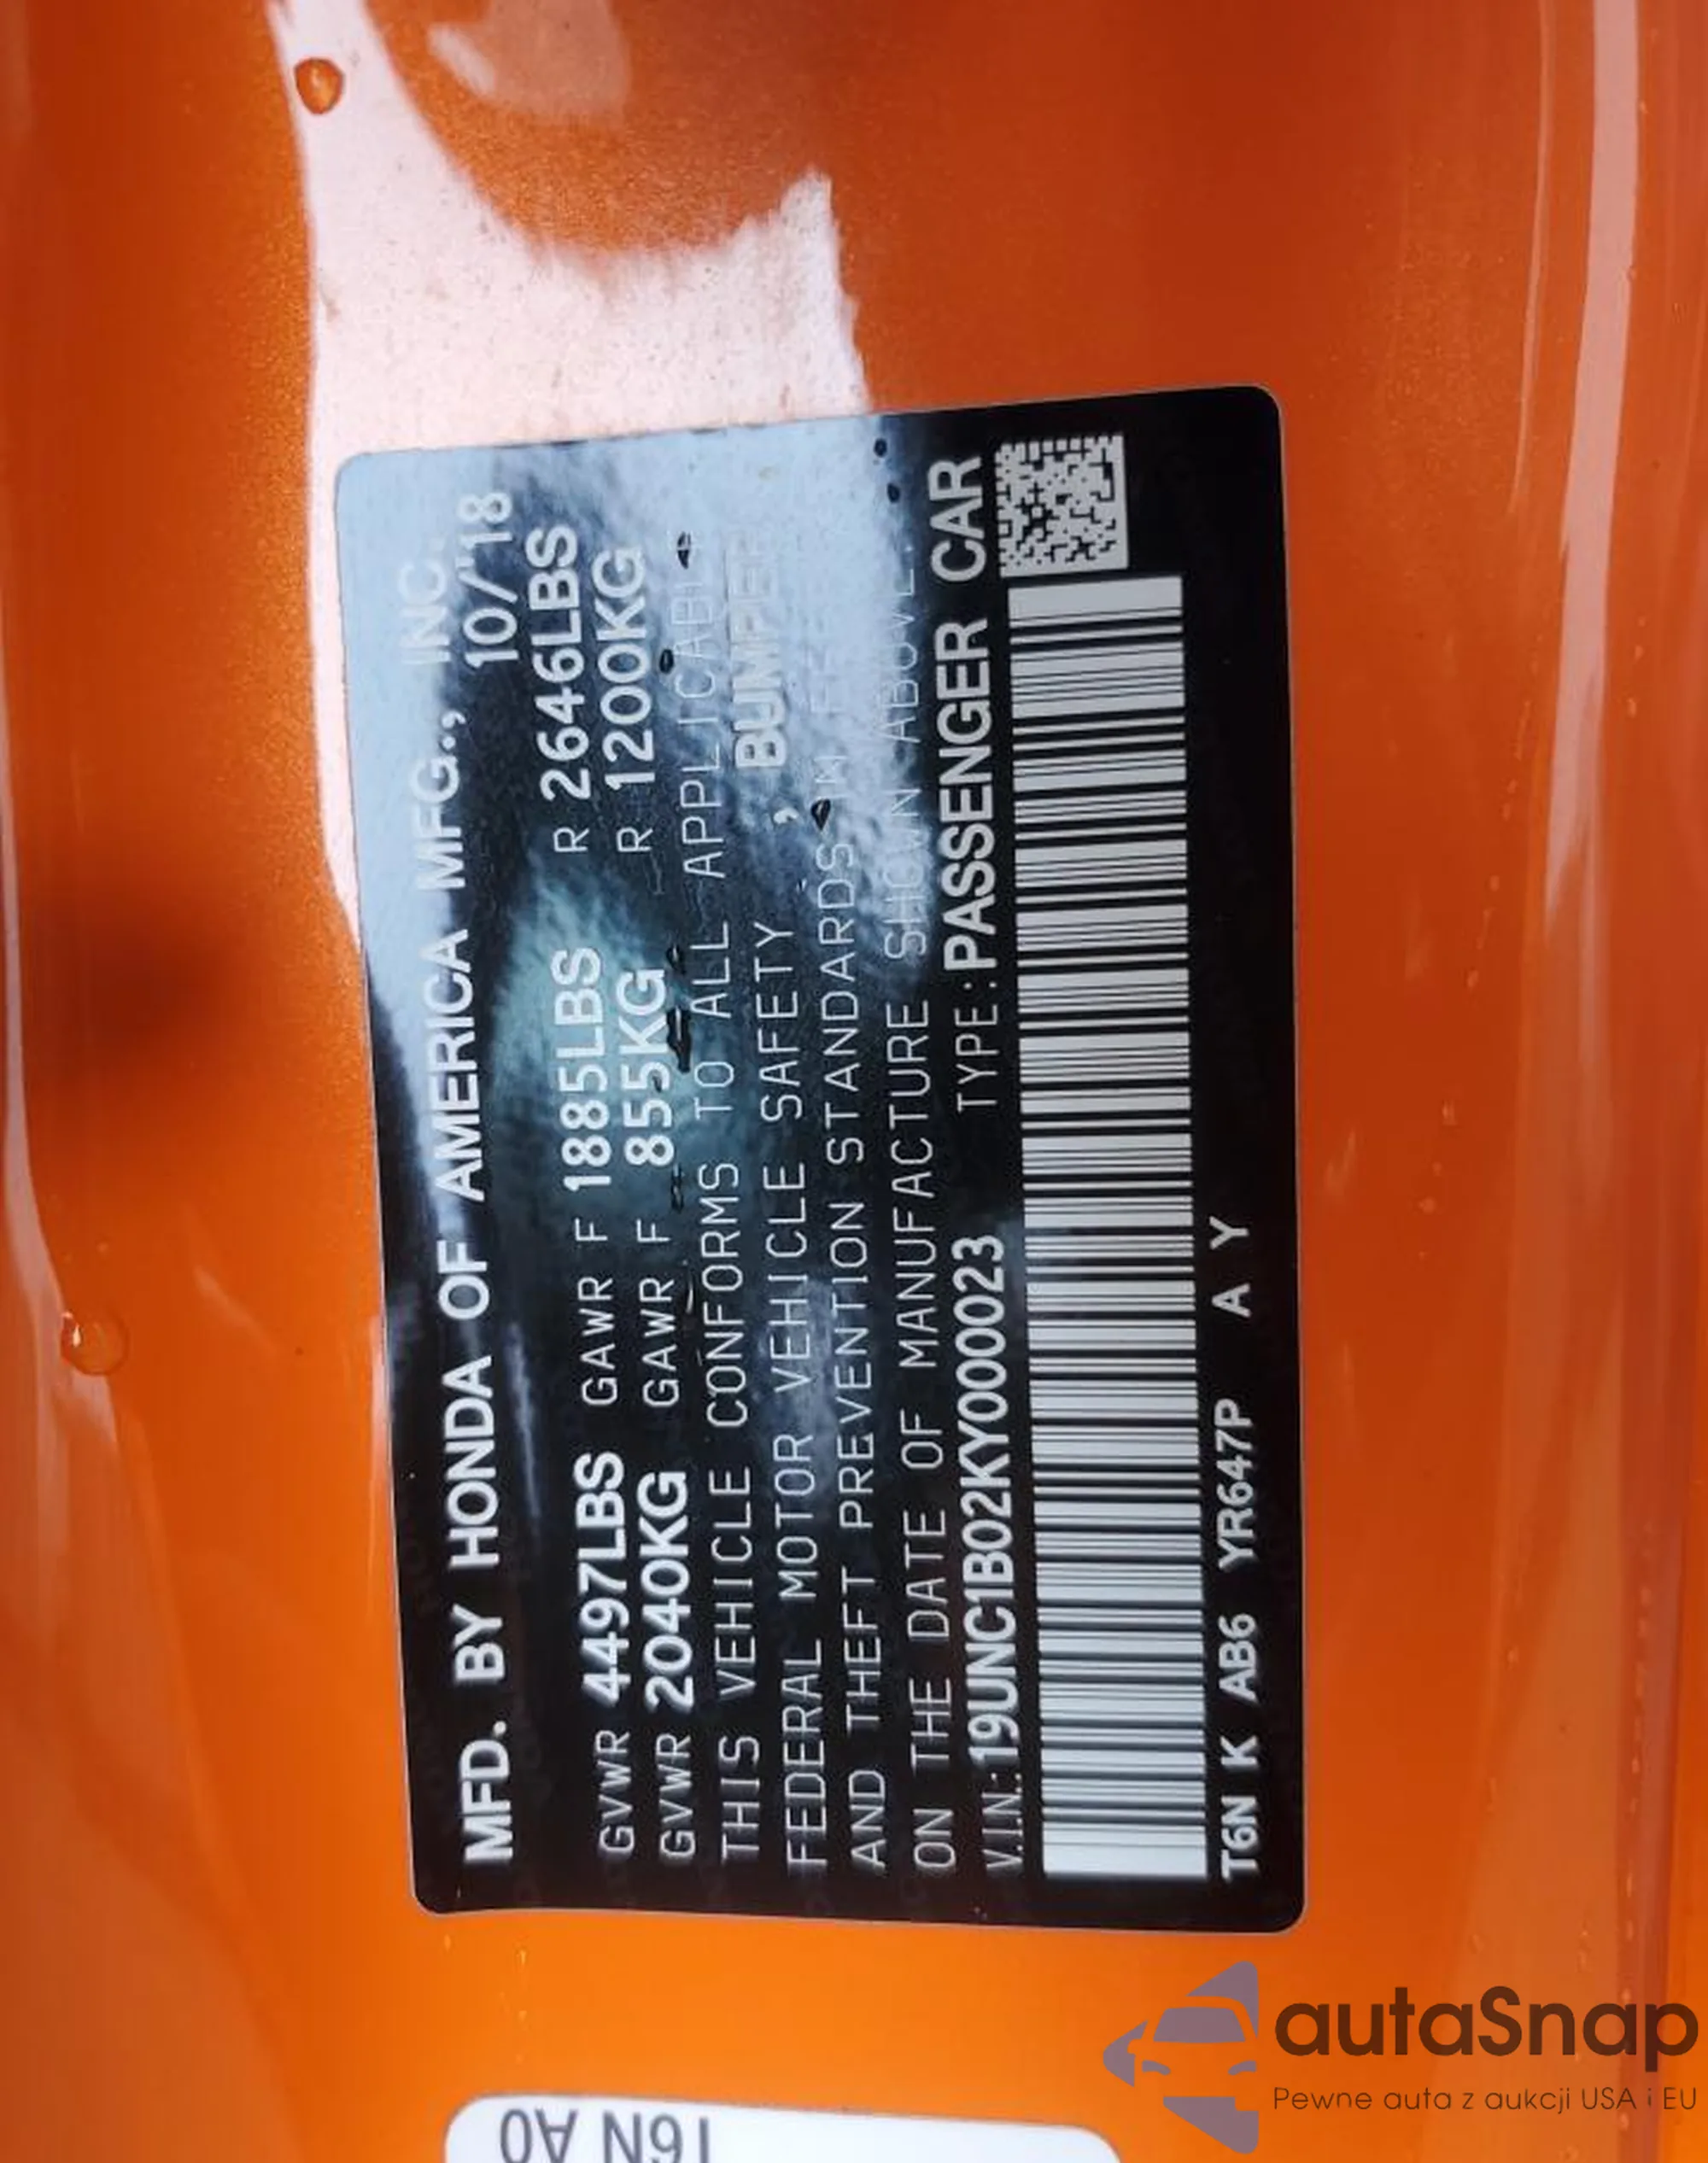 MFD. BY HONDA OF AMERICA MFG., INC.
10/'18
GVWR 4497LBS GAWR F 1885LBS R 2646LBS
GVWR 2040KG GAWR F 855KG R 1200KG
THIS VEHICLE CONFORMS TO ALL APPLICABLE
FEDERAL MOTOR VEHICLE SAFETY , BUMPER
AND THEFT PREVENTION STANDARDS
ON THE DATE OF MANUFACTURE SHOWN ABOVE.
V.I.N.:19UNC1B02KY000023 TYPE:PASSENGER CAR
T6N K AB6 YR647P A Y
T6N A0
autaSnap
Pewne auta z aukcji USA i EU